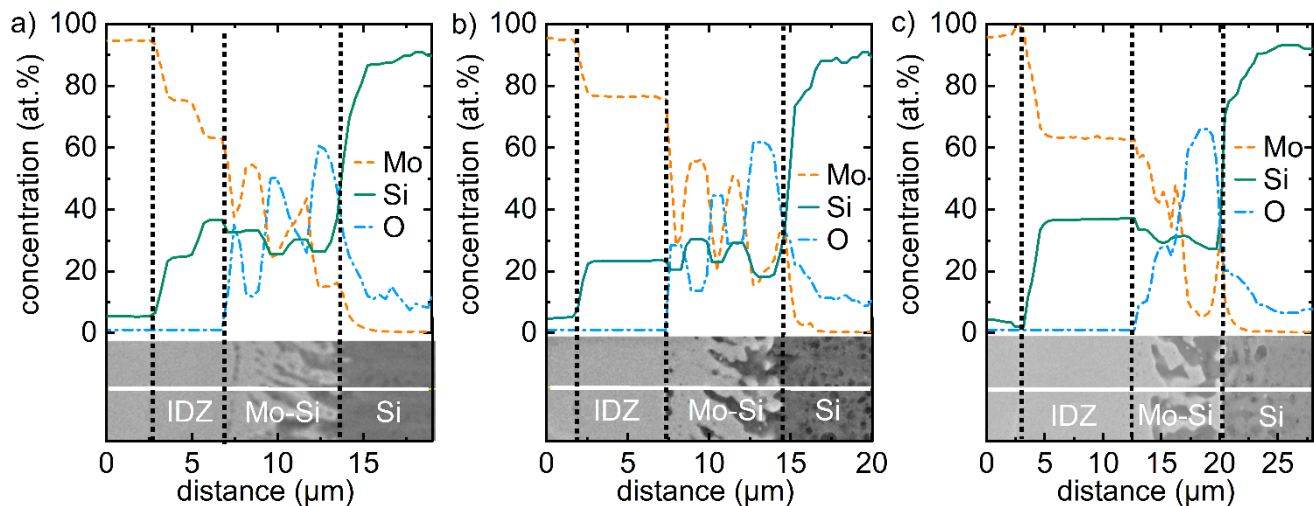 a)
concentration (at.%)
100
80
60
40
20
0
Mo
Si
O
IDZ
Mo-Si
Si
0 5 10 15
distance (µm)
b)
concentration (at.%)
100
80
60
40
20
0
Mo
Si
O
IDZ
Mo-Si
Si
0 5 10 15 20
distance (µm)
c)
concentration (at.%)
100
80
60
40
20
0
Mo
Si
O
IDZ
Mo-Si
Si
0 5 10 15 20 25
distance (µm)